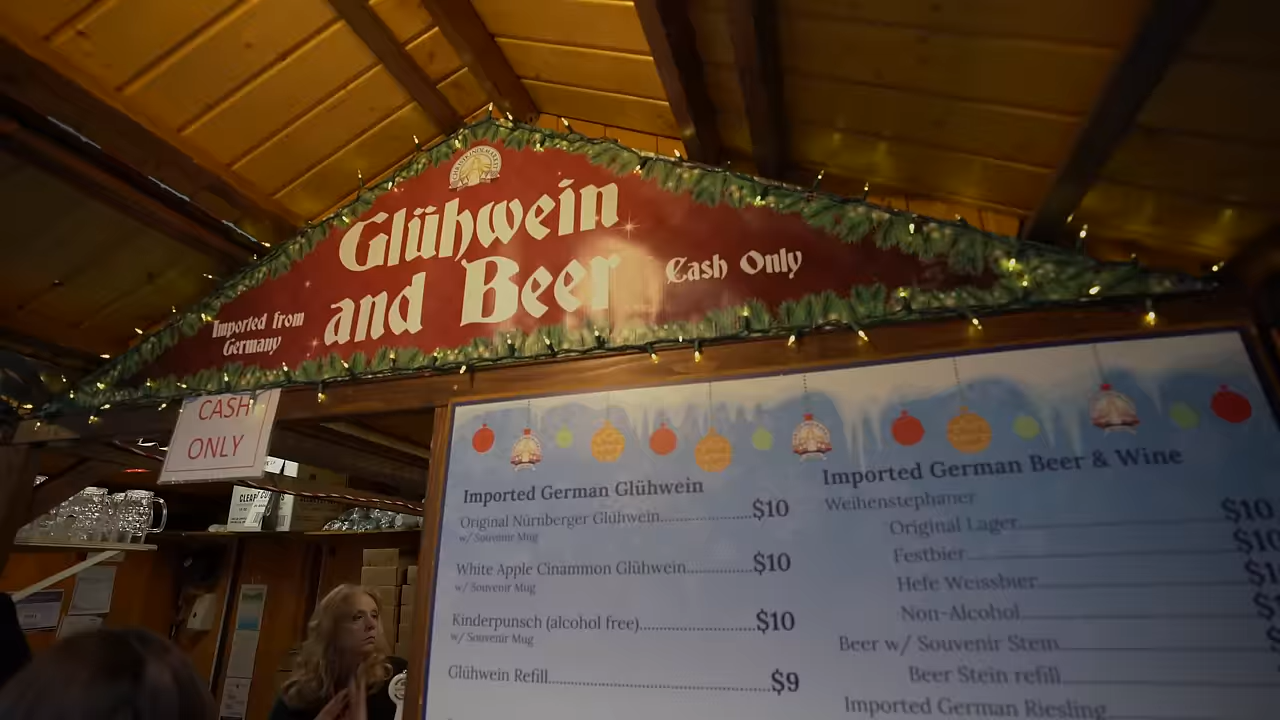 CHRISTKINDLMARKET
Glühwein
and Beer
Cash Only
Imported from
Germany
CASH
ONLY
Imported German Glühwein
Original Nürnberger Glühwein $10
w/ Souvenir Mug
White Apple Cinammon Glühwein $10
w/ Souvenir Mug
Kinderpunsch (alcohol free) $10
w/ Souvenir Mug
Glühwein Refill $9
Imported German Beer & Wine
Weihenstephaner
Original Lager $10
Festbier $10
Hefe Weissbier
Non-Alcohol
Beer w/ Souvenir Stem
Beer Stein refill
Imported German Riesling